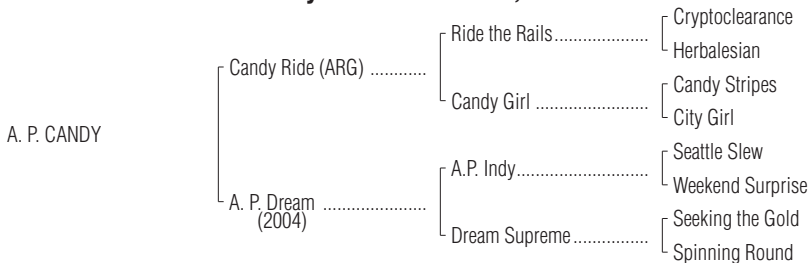 Cryptoclearance
Ride the Rails....................
Herbalesian
Candy Ride (ARG) ............
Candy Stripes
Candy Girl ........................
City Girl
A. P. CANDY
Seattle Slew
A.P. Indy............................
Weekend Surprise
A. P. Dream ......................
(2004)
Seeking the Gold
Dream Supreme................
Spinning Round